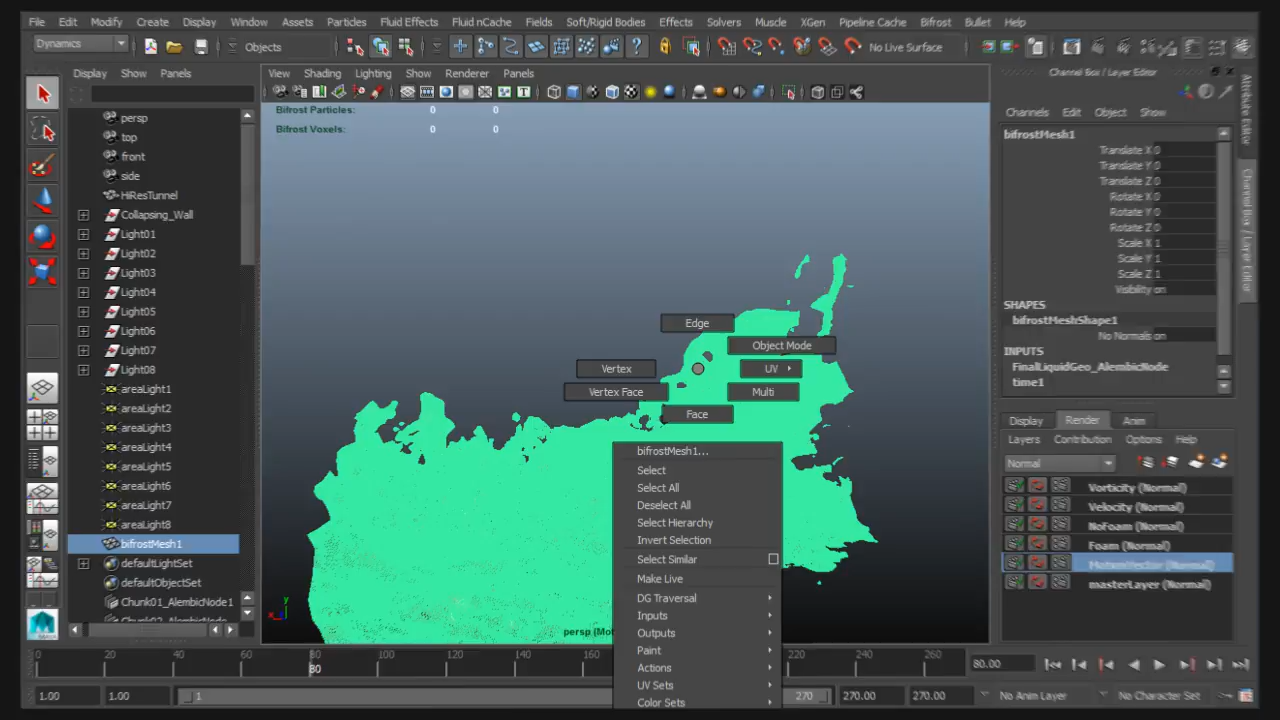 File Edit Modify Create Display Window Assets Particles Fluid Effects Fluid nCache Fields Soft/Rigid Bodies Effects Solvers Muscle XGen Pipeline Cache Bifrost Bullet Help
Dynamics Objects No Live Surface
Display Show Panels
View Shading Lighting Show Renderer Panels
Channel Box / Layer Editor
Channels Edit Object Show
persp
top
front
side
HiResTunnel
Collapsing_Wall
Light01
Light02
Light03
Light04
Light05
Light06
Light07
Light08
areaLight1
areaLight2
areaLight3
areaLight4
areaLight5
areaLight6
areaLight7
areaLight8
bifrostMesh1
defaultLightSet
defaultObjectSet
Chunk01_AlembicNode1
Bifrost Particles: 0 0
Bifrost Voxels: 0 0
Edge
Object Mode
Vertex
UV
Vertex Face
Multi
Face
bifrostMesh1...
Select
Select All
Deselect All
Select Hierarchy
Invert Selection
Select Similar
Make Live
DG Traversal
Inputs
Outputs
Paint
Actions
UV Sets
Color Sets
persp (Mo
bifrostMesh1
Translate X 0
Translate Y 0
Translate Z 0
Rotate X 0
Rotate Y 0
Rotate Z 0
Scale X 1
Scale Y 1
Scale Z 1
Visibility on
SHAPES
bifrostMeshShape1
No Normals on
INPUTS
FinalLiquidGeo_AlembicNode
time1
Display Render Anim
Layers Contribution Options Help
Normal
Vorticity (Normal)
Velocity (Normal)
NoFoam (Normal)
Foam (Normal)
MotionVector (Normal)
masterLayer (Normal)
Attribute Editor
Channel Box / Layer Editor
0 20 40 60 80 100 120 140 160 220 240 260
80
80.00
1.00 1.00 1 270 270.00 270.00 No Anim Layer No Character Set